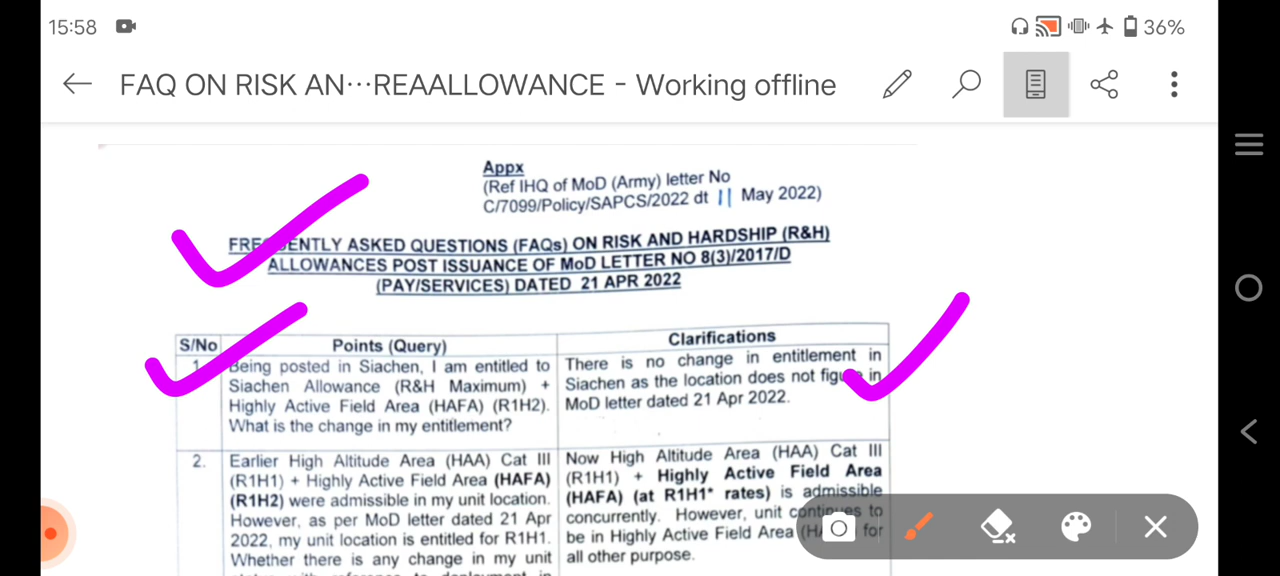 15:58
36%
FAQ ON RISK AN···REAALLOWANCE - Working offline
Appx
(Ref IHQ of MoD (Army) letter No
C/7099/Policy/SAPCS/2022 dt 11 May 2022)
FREQUENTLY ASKED QUESTIONS (FAQs) ON RISK AND HARDSHIP (R&H)
ALLOWANCES POST ISSUANCE OF MoD LETTER NO 8(3)/2017/D
(PAY/SERVICES) DATED 21 APR 2022
S/No Points (Query) Clarifications
1. Being posted in Siachen, I am entitled to
Siachen Allowance (R&H Maximum) +
Highly Active Field Area (HAFA) (R1H2).
What is the change in my entitlement?
There is no change in entitlement in
Siachen as the location does not figure in
MoD letter dated 21 Apr 2022.
2. Earlier High Altitude Area (HAA) Cat III
(R1H1) + Highly Active Field Area (HAFA)
(R1H2) were admissible in my unit location.
However, as per MoD letter dated 21 Apr
2022, my unit location is entitled for R1H1.
Whether there is any change in my unit
Now High Altitude Area (HAA) Cat III
(R1H1) + Highly Active Field Area
(HAFA) (at R1H1* rates) is admissible
concurrently. However, unit continues to
be in Highly Active Field Area (HAFA) for
all other purpose.